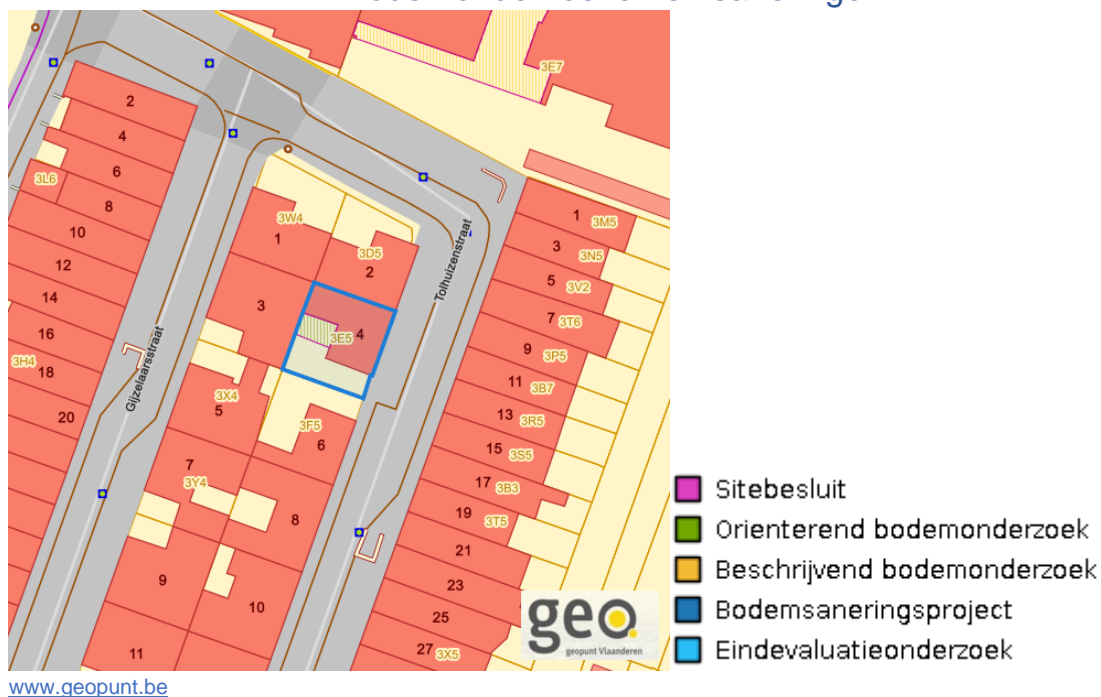 3E7
2
4
6
3L6
8
10
12
14
16
3H4
18
20
Gijzelaarsstraat
3W4
1
3D5
2
3
3E5 4
3X4
5
3F5
6
7
3Y4
8
9
10
11
Tolhuizenstraat
1 3M5
3 3N5
5 3V2
7 3T6
9 3P5
11 3B7
13 3R5
15 3S5
17 3B3
19 3T5
21
23
25
27 3X5
geo
geopunt Vlaanderen
Sitebesluit
Orienterend bodemonderzoek
Beschrijvend bodemonderzoek
Bodemsaneringsproject
Eindevaluatieonderzoek
www.geopunt.be